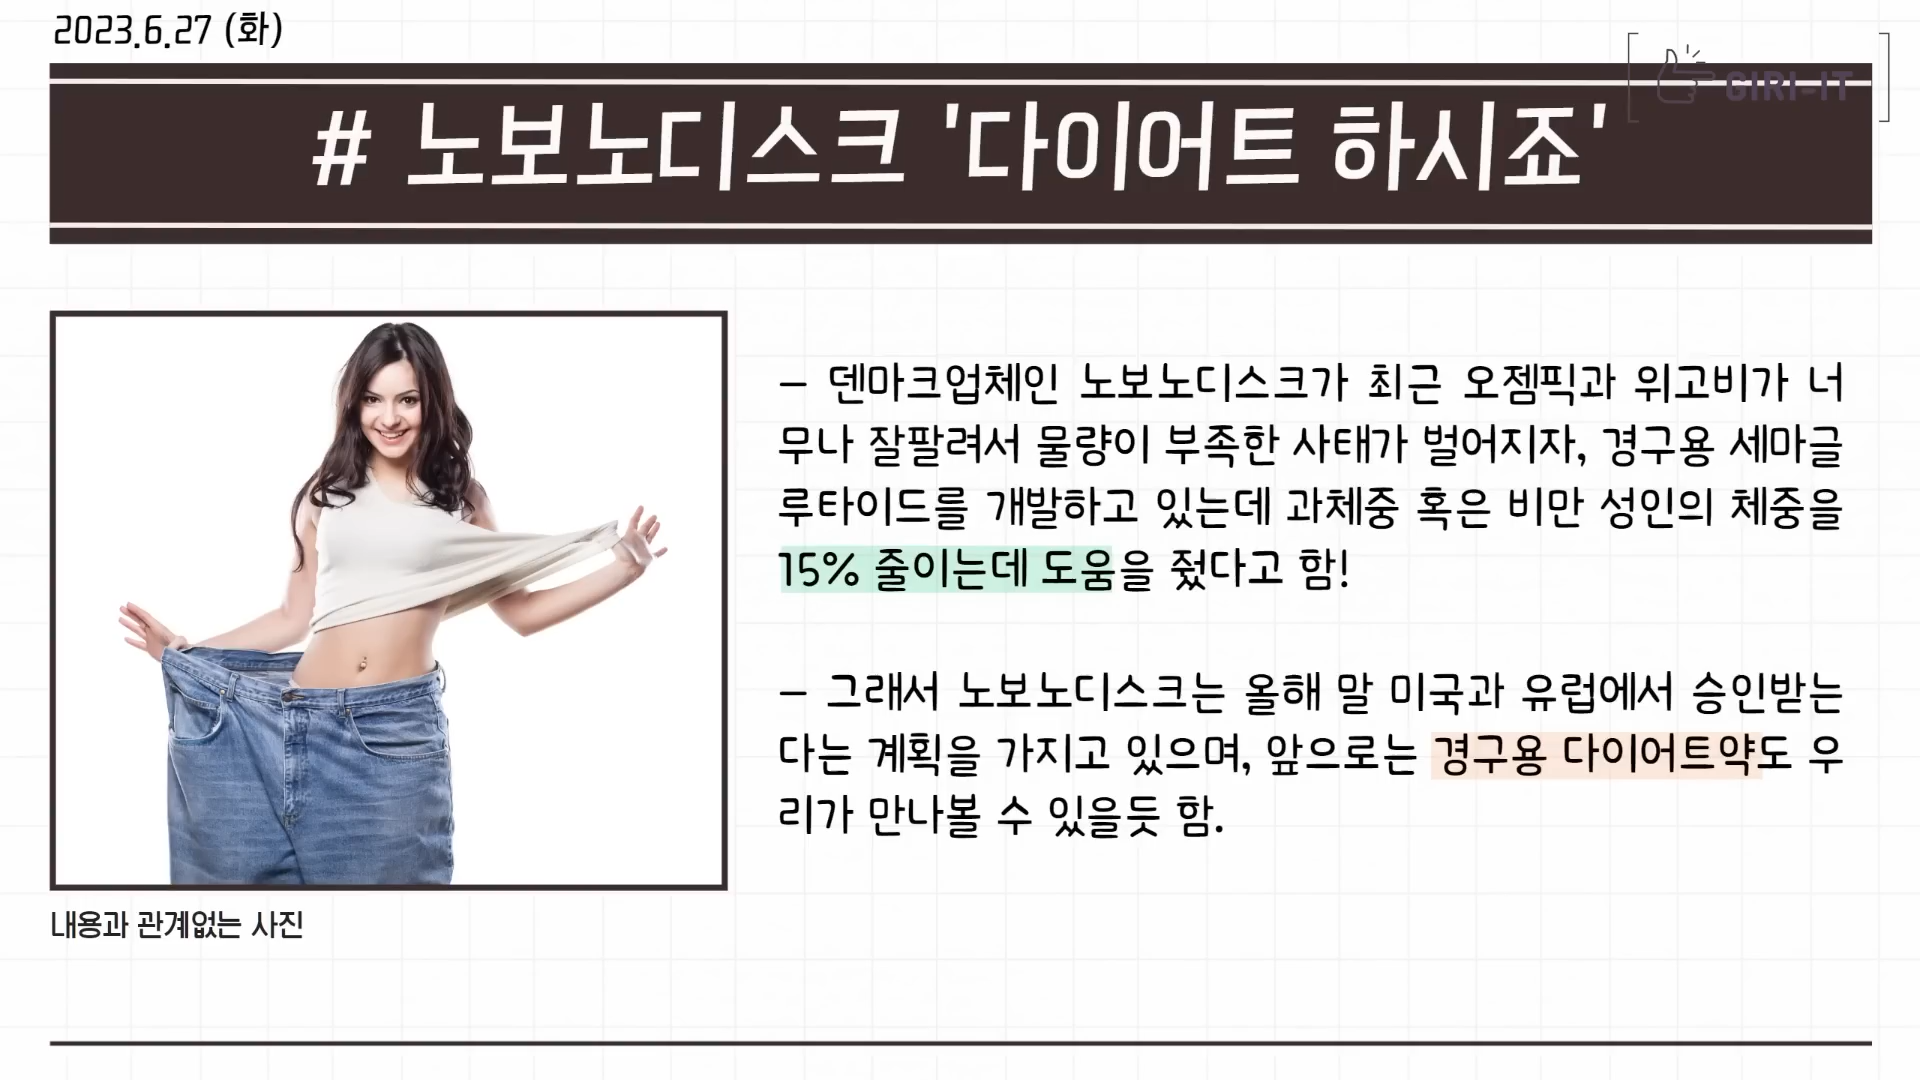 2023.6.27 (화)
GIRI-IT
# 노보노디스크 '다이어트 하시죠'
– 덴마크업체인 노보노디스크가 최근 오젬픽과 위고비가 너
무나 잘팔려서 물량이 부족한 사태가 벌어지자, 경구용 세마글
루타이드를 개발하고 있는데 과체중 혹은 비만 성인의 체중을
15% 줄이는데 도움을 줬다고 함!
– 그래서 노보노디스크는 올해 말 미국과 유럽에서 승인받는
다는 계획을 가지고 있으며, 앞으로는 경구용 다이어트약도 우
리가 만나볼 수 있을듯 함.
내용과 관계없는 사진